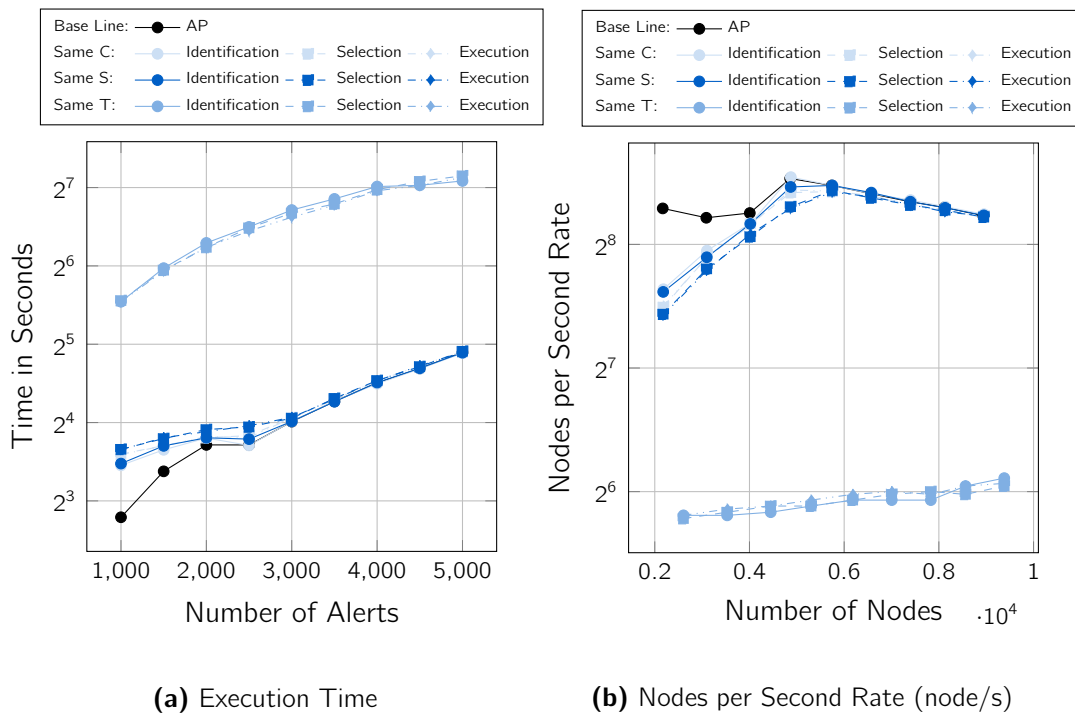 Base Line: AP
Same C: Identification Selection Execution
Same S: Identification Selection Execution
Same T: Identification Selection Execution
2^7
2^6
2^5
2^4
2^3
Time in Seconds
1,000 2,000 3,000 4,000 5,000
Number of Alerts
(a) Execution Time
Base Line: AP
Same C: Identification Selection Execution
Same S: Identification Selection Execution
Same T: Identification Selection Execution
2^8
2^7
2^6
Nodes per Second Rate
0.2 0.4 0.6 0.8 1
Number of Nodes ·10^4
(b) Nodes per Second Rate (node/s)